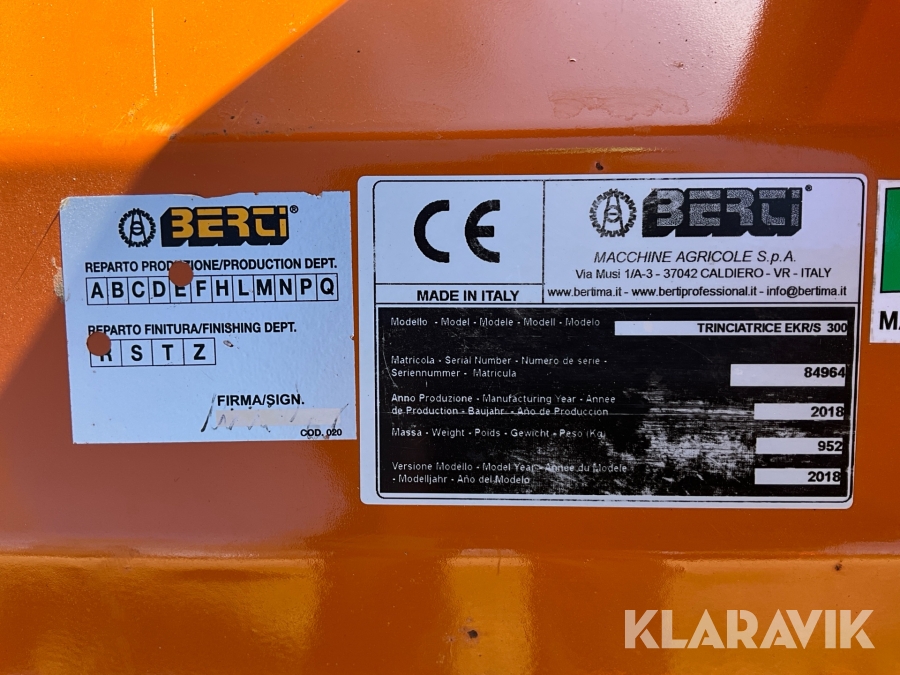 BERTI®
REPARTO PRODUZIONE/PRODUCTION DEPT.
A B C D E F H L M N P Q
REPARTO FINITURA/FINISHING DEPT.
R S T Z
FIRMA/SIGN.
COD. 020
CE
MADE IN ITALY
BERTI®
MACCHINE AGRICOLE S.p.A.
Via Musi 1/A-3 - 37042 CALDIERO - VR - ITALY
www.bertima.it - www.bertiprofessional.it - info@bertima.it
Modello - Model - Modele - Modell - Modelo TRINCIATRICE EKR/S 300
Matricola - Serial Number - Numero de serie -
Seriennummer - Matricula 84964
Anno Produzione - Manufacturing Year - Annee
de Production - Baujahr - Año de Producciòn 2018
Massa - Weight - Poids - Gewicht - Peso (Kg) 952
Versione Modello - Model Year - Annee du Modele
- Modelljahr - Año del Modelo 2018
MA
KLARAVIK